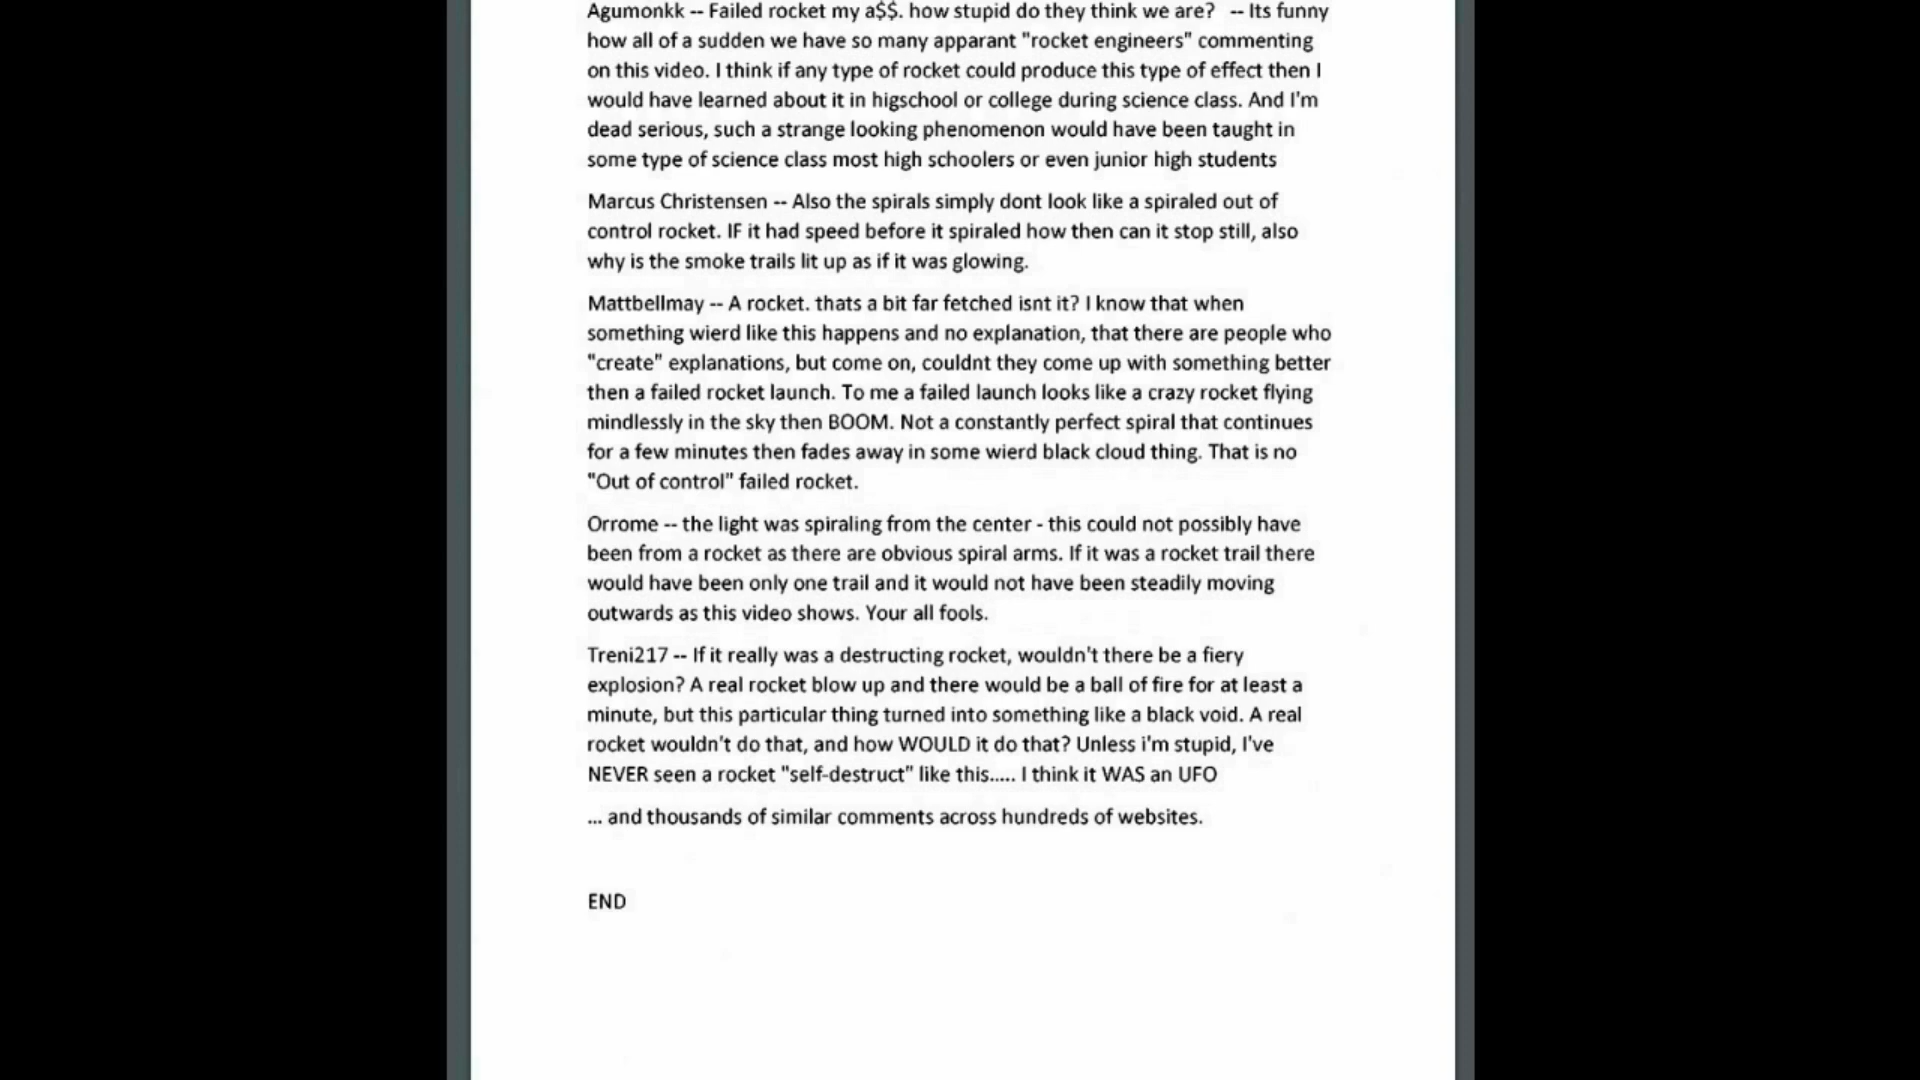 Agumonkk -- Failed rocket my a$$. how stupid do they think we are?   -- Its funny
how all of a sudden we have so many apparant "rocket engineers" commenting
on this video. I think if any type of rocket could produce this type of effect then I
would have learned about it in higschool or college during science class. And I'm
dead serious, such a strange looking phenomenon would have been taught in
some type of science class most high schoolers or even junior high students
Marcus Christensen -- Also the spirals simply dont look like a spiraled out of
control rocket. IF it had speed before it spiraled how then can it stop still, also
why is the smoke trails lit up as if it was glowing.
Mattbellmay -- A rocket. thats a bit far fetched isnt it? I know that when
something wierd like this happens and no explanation, that there are people who
"create" explanations, but come on, couldnt they come up with something better
then a failed rocket launch. To me a failed launch looks like a crazy rocket flying
mindlessly in the sky then BOOM. Not a constantly perfect spiral that continues
for a few minutes then fades away in some wierd black cloud thing. That is no
"Out of control" failed rocket.
Orrome -- the light was spiraling from the center - this could not possibly have
been from a rocket as there are obvious spiral arms. If it was a rocket trail there
would have been only one trail and it would not have been steadily moving
outwards as this video shows. Your all fools.
Treni217 -- If it really was a destructing rocket, wouldn't there be a fiery
explosion? A real rocket blow up and there would be a ball of fire for at least a
minute, but this particular thing turned into something like a black void. A real
rocket wouldn't do that, and how WOULD it do that? Unless i'm stupid, I've
NEVER seen a rocket "self-destruct" like this..... I think it WAS an UFO
... and thousands of similar comments across hundreds of websites.
END